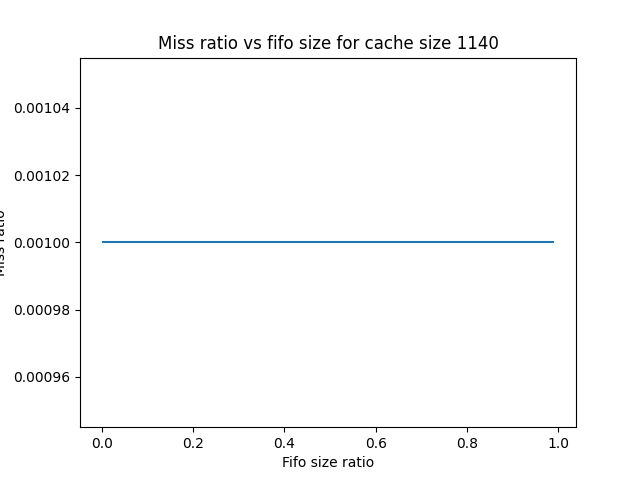 Miss ratio vs fifo size for cache size 1140
0.00104
0.00102
0.00100
0.00098
0.00096
Miss ratio
0.0 0.2 0.4 0.6 0.8 1.0
Fifo size ratio